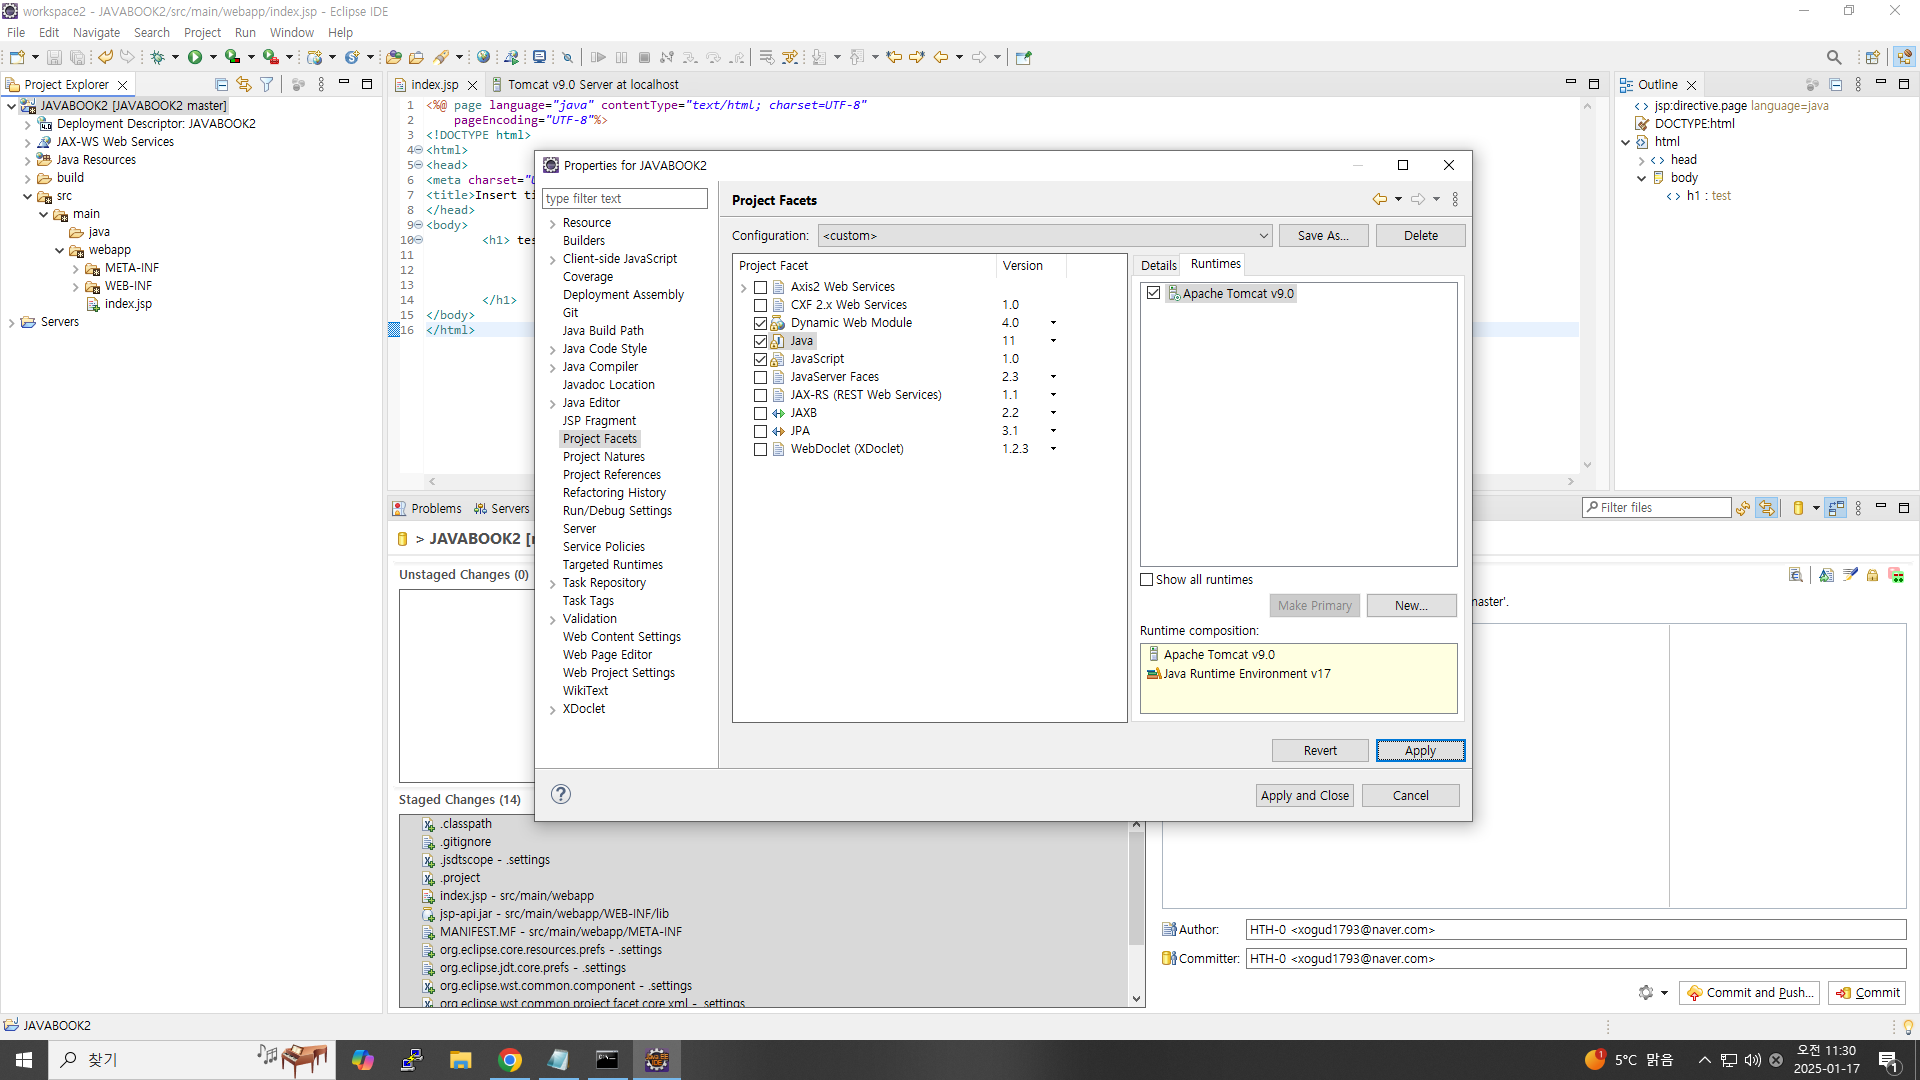 workspace2 - JAVABOOK2/src/main/webapp/index.jsp - Eclipse IDE
File Edit Navigate Search Project Run Window Help
Project Explorer
JAVABOOK2 [JAVABOOK2 master]
Deployment Descriptor: JAVABOOK2
JAX-WS Web Services
Java Resources
build
src
main
java
webapp
META-INF
WEB-INF
index.jsp
Servers
index.jsp
Tomcat v9.0 Server at localhost
1 <%@ page language="java" contentType="text/html; charset=UTF-8"
2 pageEncoding="UTF-8"%>
3 <!DOCTYPE html>
4 <html>
5 <head>
6 <meta charset="
7 <title>Insert ti
8 </head>
9 <body>
10 <h1> tes
11
12
13
14 </h1>
15 </body>
16 </html>
Outline
jsp:directive.page language=java
DOCTYPE:html
html
head
body
h1 : test
Properties for JAVABOOK2
type filter text
Resource
Builders
Client-side JavaScript
Coverage
Deployment Assembly
Git
Java Build Path
Java Code Style
Java Compiler
Javadoc Location
Java Editor
JSP Fragment
Project Facets
Project Natures
Project References
Refactoring History
Run/Debug Settings
Server
Service Policies
Targeted Runtimes
Task Repository
Task Tags
Validation
Web Content Settings
Web Page Editor
Web Project Settings
WikiText
XDoclet
Project Facets
Configuration: <custom> Save As... Delete
Project Facet Version
Axis2 Web Services
CXF 2.x Web Services 1.0
Dynamic Web Module 4.0
Java 11
JavaScript 1.0
JavaServer Faces 2.3
JAX-RS (REST Web Services) 1.1
JAXB 2.2
JPA 3.1
WebDoclet (XDoclet) 1.2.3
Details Runtimes
Apache Tomcat v9.0
Show all runtimes
Make Primary New...
Runtime composition:
Apache Tomcat v9.0
Java Runtime Environment v17
Revert Apply
Apply and Close Cancel
Problems Servers
Filter files
> JAVABOOK2 [
Unstaged Changes (0)
master'.
Staged Changes (14)
.classpath
.gitignore
.jsdtscope - .settings
.project
index.jsp - src/main/webapp
jsp-api.jar - src/main/webapp/WEB-INF/lib
MANIFEST.MF - src/main/webapp/META-INF
org.eclipse.core.resources.prefs - .settings
org.eclipse.jdt.core.prefs - .settings
org.eclipse.wst.common.component - .settings
org.eclipse.wst.common.project.facet.core.xml - .settings
Author: HTH-0 <xogud1793@naver.com>
Committer: HTH-0 <xogud1793@naver.com>
Commit and Push... Commit
JAVABOOK2
찾기
5°C 맑음
오전 11:30
2025-01-17